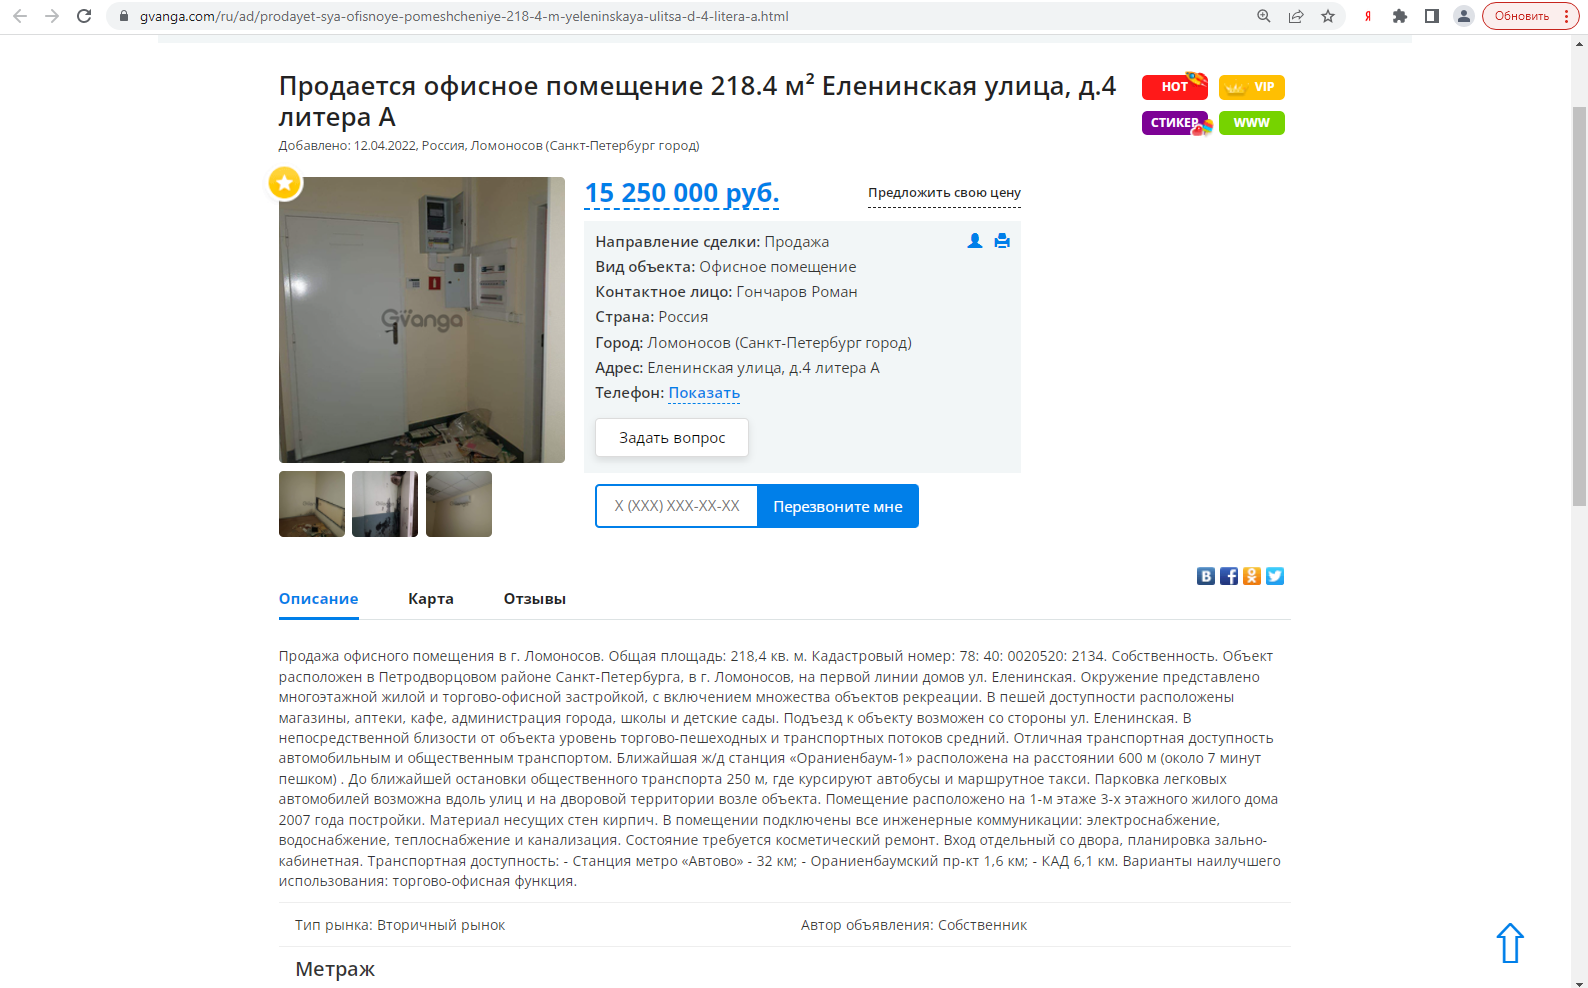 gvanga.com/ru/ad/prodayet-sya-ofisnoye-pomeshcheniye-218-4-m-yeleninskaya-ulitsa-d-4-litera-a.html
Я
Обновить
Продается офисное помещение 218.4 м² Еленинская улица, д.4
литера А
HOT
VIP
СТИКЕР
WWW
Добавлено: 12.04.2022, Россия, Ломоносов (Санкт-Петербург город)
Gvanga
15 250 000 руб.
Предложить свою цену
Направление сделки: Продажа
Вид объекта: Офисное помещение
Контактное лицо: Гончаров Роман
Страна: Россия
Город: Ломоносов (Санкт-Петербург город)
Адрес: Еленинская улица, д.4 литера А
Телефон: Показать
Задать вопрос
X (XXX) XXX-XX-XX
Перезвоните мне
Описание
Карта
Отзывы
Продажа офисного помещения в г. Ломоносов. Общая площадь: 218,4 кв. м. Кадастровый номер: 78: 40: 0020520: 2134. Собственность. Объект
расположен в Петродворцовом районе Санкт-Петербурга, в г. Ломоносов, на первой линии домов ул. Еленинская. Окружение представлено
многоэтажной жилой и торгово-офисной застройкой, с включением множества объектов рекреации. В пешей доступности расположены
магазины, аптеки, кафе, администрация города, школы и детские сады. Подъезд к объекту возможен со стороны ул. Еленинская. В
непосредственной близости от объекта уровень торгово-пешеходных и транспортных потоков средний. Отличная транспортная доступность
автомобильным и общественным транспортом. Ближайшая ж/д станция «Ораниенбаум-1» расположена на расстоянии 600 м (около 7 минут
пешком) . До ближайшей остановки общественного транспорта 250 м, где курсируют автобусы и маршрутное такси. Парковка легковых
автомобилей возможна вдоль улиц и на дворовой территории возле объекта. Помещение расположено на 1-м этаже 3-х этажного жилого дома
2007 года постройки. Материал несущих стен кирпич. В помещении подключены все инженерные коммуникации: электроснабжение,
водоснабжение, теплоснабжение и канализация. Состояние требуется косметический ремонт. Вход отдельный со двора, планировка зально-
кабинетная. Транспортная доступность: - Станция метро «Автово» - 32 км; - Ораниенбаумский пр-кт 1,6 км; - КАД 6,1 км. Варианты наилучшего
использования: торгово-офисная функция.
Тип рынка: Вторичный рынок
Автор объявления: Собственник
Метраж